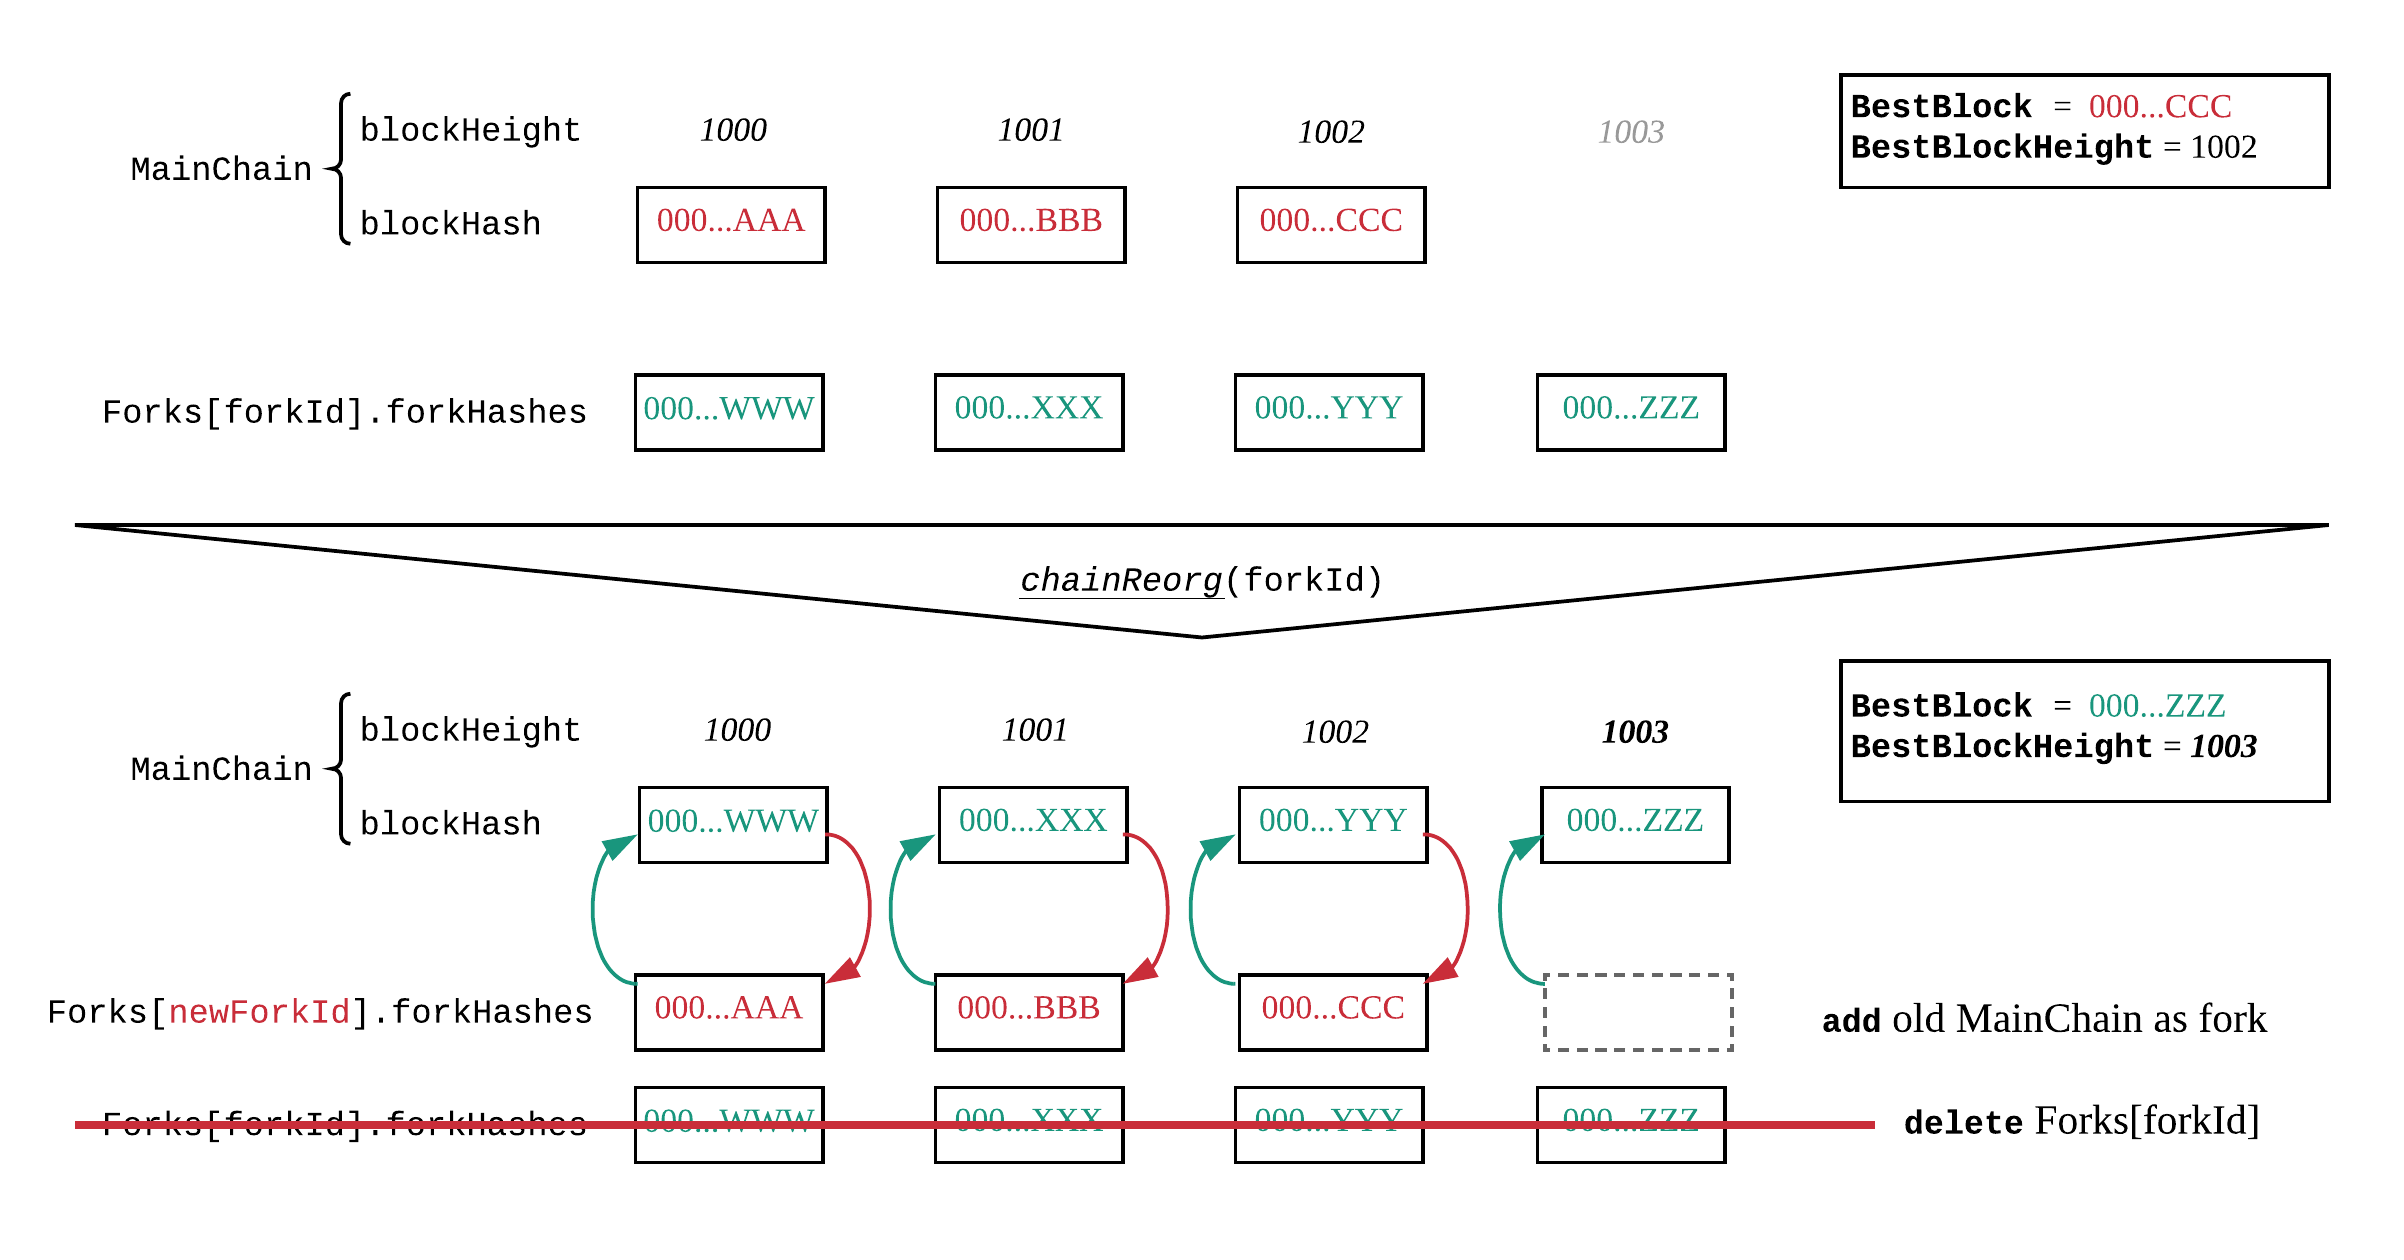 blockHeight 1000 1001 1002 1003
MainChain
blockHash 000...AAA 000...BBB 000...CCC
BestBlock = 000...CCC
BestBlockHeight = 1002
Forks[forkId].forkHashes 000...WWW 000...XXX 000...YYY 000...ZZZ
chainReorg(forkId)
blockHeight 1000 1001 1002 1003
MainChain
blockHash 000...WWW 000...XXX 000...YYY 000...ZZZ
BestBlock = 000...ZZZ
BestBlockHeight = 1003
Forks[newForkId].forkHashes 000...AAA 000...BBB 000...CCC add old MainChain as fork
Forks[forkId].forkHashes 000...WWW 000...XXX 000...YYY 000...ZZZ delete Forks[forkId]